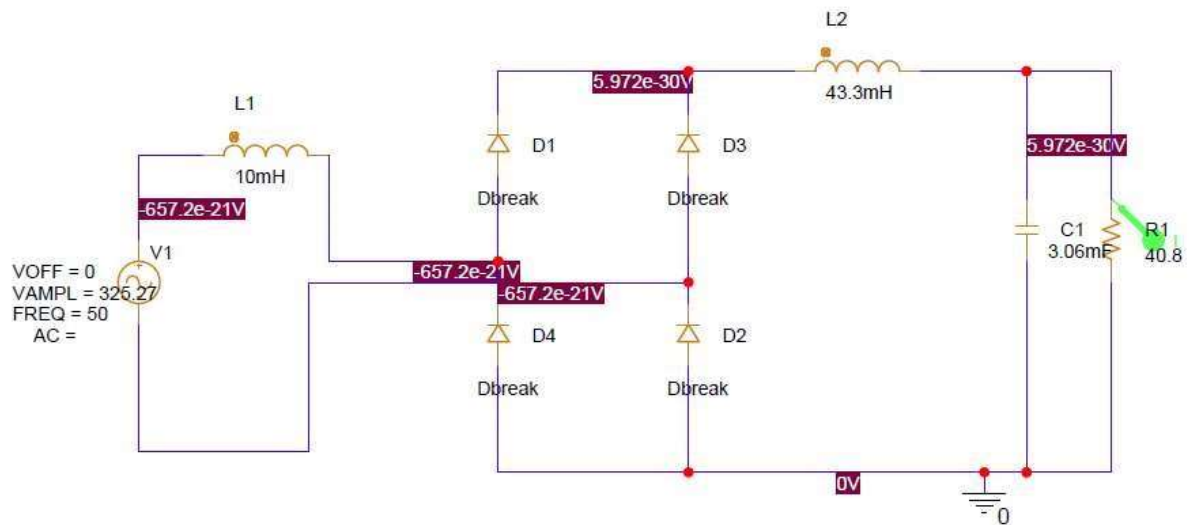 L2
5.972e-30V
43.3mH
L1
10mH
D1
D3
5.972e-30V
Dbreak
Dbreak
-657.2e-21V
V1
C1
R1
3.06mF
40.8
VOFF = 0
VAMPL = 325.27
FREQ = 50
AC =
-657.2e-21V
-657.2e-21V
D4
D2
Dbreak
Dbreak
0V
0